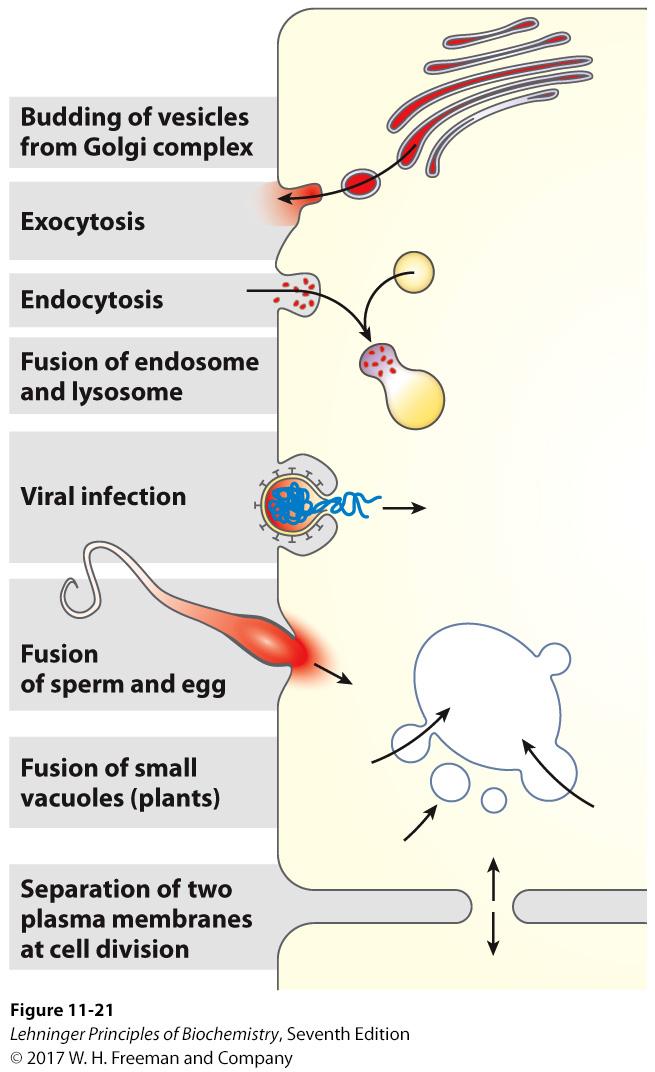 Budding of vesicles
from Golgi complex
Exocytosis
Endocytosis
Fusion of endosome
and lysosome
Viral infection
Fusion
of sperm and egg
Fusion of small
vacuoles (plants)
Separation of two
plasma membranes
at cell division
Figure 11-21
Lehninger Principles of Biochemistry, Seventh Edition
© 2017 W. H. Freeman and Company